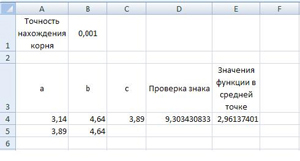 A B C D E F
1 Точность
нахождения
корня 0,001
2
3 a b c Проверка знака Значения
функции в
средней
точке
4 3,14 4,64 3,89 9,303430833 2,96137401
5 3,89 4,64
6